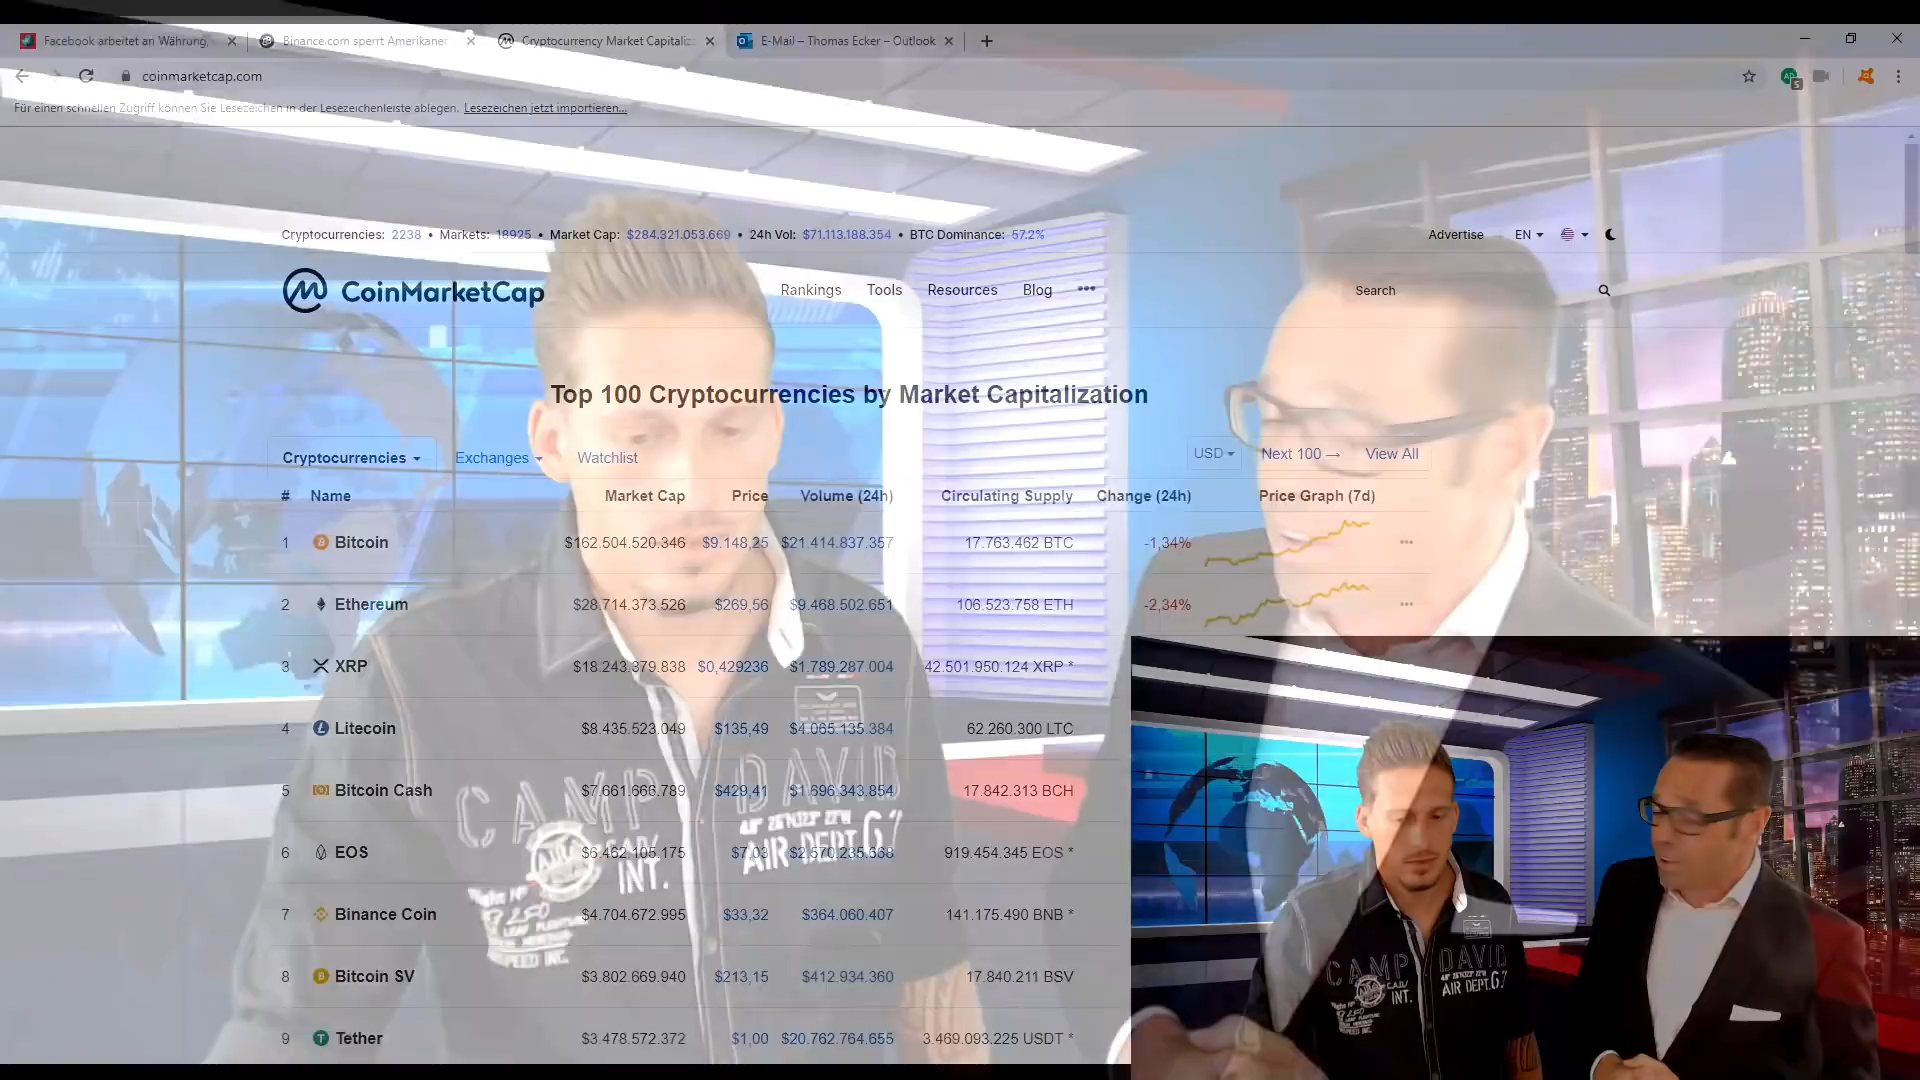 Facebook arbeitet an Währung,
Binance.com sperrt Amerikaner
Cryptocurrency Market Capitaliz
E-Mail – Thomas Ecker – Outlook
coinmarketcap.com
Für einen schnellen Zugriff können Sie Lesezeichen in der Lesezeichenleiste ablegen. Lesezeichen jetzt importieren...
Cryptocurrencies: 2238 • Markets: 18925 • Market Cap: $284.321.053.669 • 24h Vol: $71.113.188.354 • BTC Dominance: 57.2%
Advertise EN
CoinMarketCap
Rankings Tools Resources Blog •••
Search
Top 100 Cryptocurrencies by Market Capitalization
Cryptocurrencies Exchanges Watchlist
USD Next 100 → View All
# Name Market Cap Price Volume (24h) Circulating Supply Change (24h) Price Graph (7d)
1 Bitcoin $162.504.520.346 $9.148,25 $21.414.837.357 17.763.462 BTC -1,34%
2 Ethereum $28.714.373.526 $269,56 $9.468.502.651 106.523.758 ETH -2,34%
3 XRP $18.243.379.838 $0,429236 $1.789.287.004 42.501.950.124 XRP *
4 Litecoin $8.435.523.049 $135,49 $4.065.135.384 62.260.300 LTC
5 Bitcoin Cash $7.661.666.789 $429,41 $1.696.343.854 17.842.313 BCH
6 EOS $6.462.105.175 $7,03 $2.570.235.668 919.454.345 EOS *
7 Binance Coin $4.704.672.995 $33,32 $364.060.407 141.175.490 BNB *
8 Bitcoin SV $3.802.669.940 $213,15 $412.934.360 17.840.211 BSV
9 Tether $3.478.572.372 $1,00 $20.762.764.655 3.469.093.225 USDT *
CAMP DAVID
AIR DEPT.67
INT.
CAMP DAVID
AIR DEPT.67
INT.